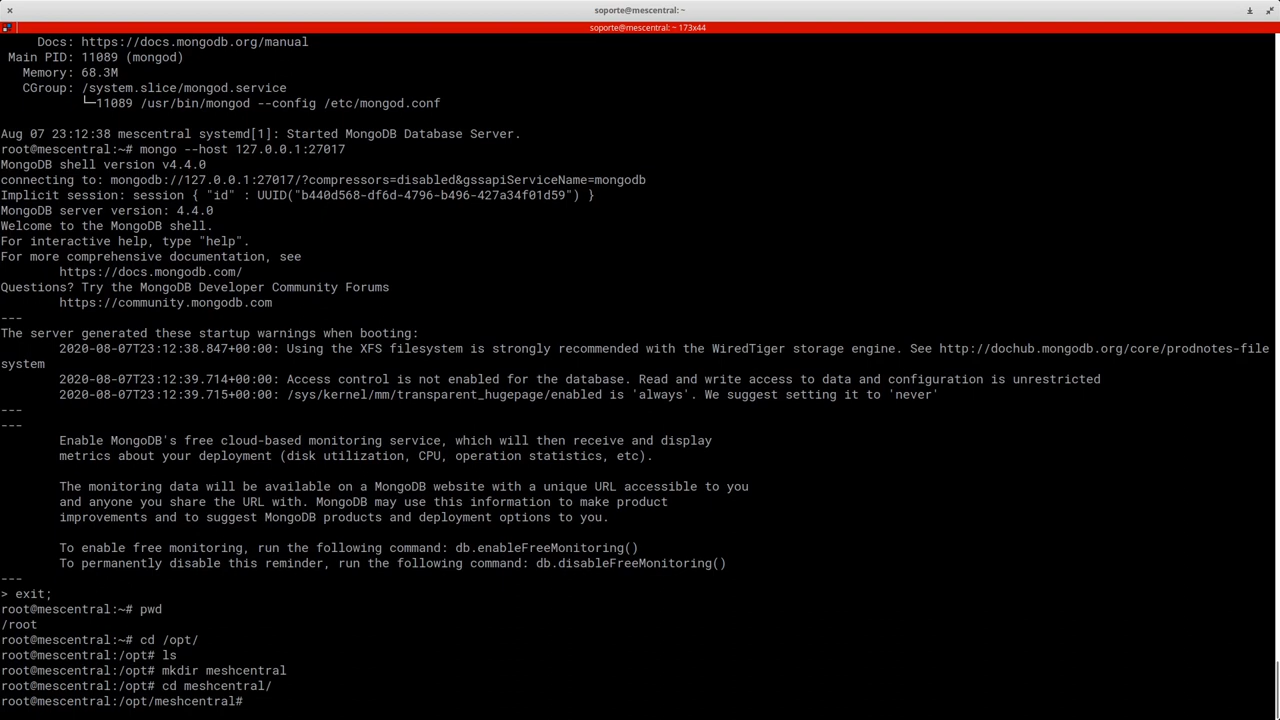 soporte@mescentral: ~
soporte@mescentral: ~ 173x44
Docs: https://docs.mongodb.org/manual
Main PID: 11089 (mongod)
Memory: 68.3M
CGroup: /system.slice/mongod.service
└─11089 /usr/bin/mongod --config /etc/mongod.conf
Aug 07 23:12:38 mescentral systemd[1]: Started MongoDB Database Server.
root@mescentral:~# mongo --host 127.0.0.1:27017
MongoDB shell version v4.4.0
connecting to: mongodb://127.0.0.1:27017/?compressors=disabled&gssapiServiceName=mongodb
Implicit session: session { "id" : UUID("b440d568-df6d-4796-b496-427a34f01d59") }
MongoDB server version: 4.4.0
Welcome to the MongoDB shell.
For interactive help, type "help".
For more comprehensive documentation, see
https://docs.mongodb.com/
Questions? Try the MongoDB Developer Community Forums
https://community.mongodb.com
---
The server generated these startup warnings when booting:
2020-08-07T23:12:38.847+00:00: Using the XFS filesystem is strongly recommended with the WiredTiger storage engine. See http://dochub.mongodb.org/core/prodnotes-file
system
2020-08-07T23:12:39.714+00:00: Access control is not enabled for the database. Read and write access to data and configuration is unrestricted
2020-08-07T23:12:39.715+00:00: /sys/kernel/mm/transparent_hugepage/enabled is 'always'. We suggest setting it to 'never'
---
---
Enable MongoDB's free cloud-based monitoring service, which will then receive and display
metrics about your deployment (disk utilization, CPU, operation statistics, etc).
The monitoring data will be available on a MongoDB website with a unique URL accessible to you
and anyone you share the URL with. MongoDB may use this information to make product
improvements and to suggest MongoDB products and deployment options to you.
To enable free monitoring, run the following command: db.enableFreeMonitoring()
To permanently disable this reminder, run the following command: db.disableFreeMonitoring()
---
> exit;
root@mescentral:~# pwd
/root
root@mescentral:~# cd /opt/
root@mescentral:/opt# ls
root@mescentral:/opt# mkdir meshcentral
root@mescentral:/opt# cd meshcentral/
root@mescentral:/opt/meshcentral#